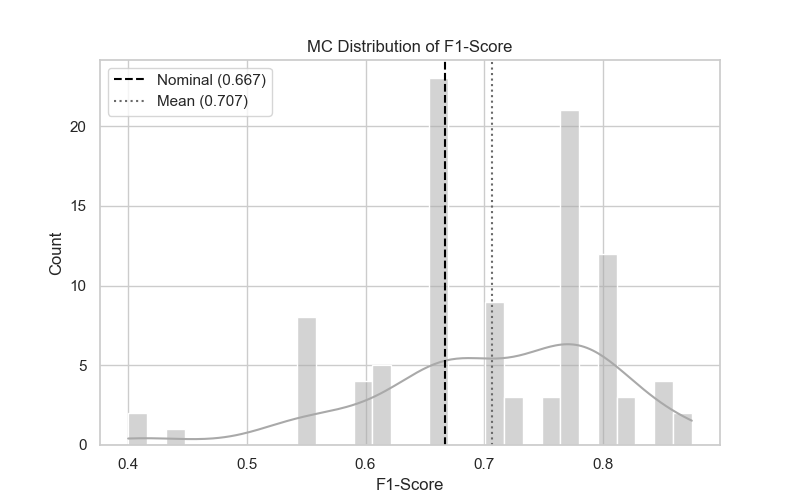 MC Distribution of F1-Score
Nominal (0.667)
Mean (0.707)
20
15
10
5
0
Count
0.4 0.5 0.6 0.7 0.8
F1-Score